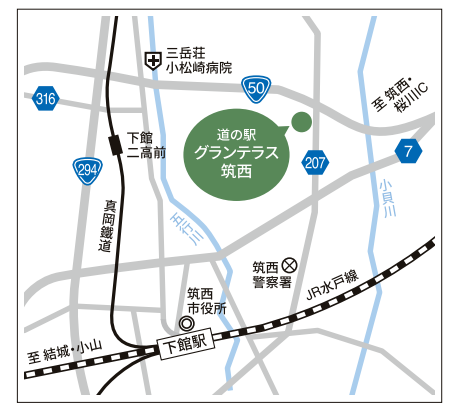 三岳荘
小松崎病院
50
至 筑西・
桜川IC
316
道の駅
グランテラス
筑西
下館
二高前
7
207
294
真岡鐵道
五行川
小貝川
筑西
警察署
JR水戸線
筑西
市役所
下館駅
至 結城・小山